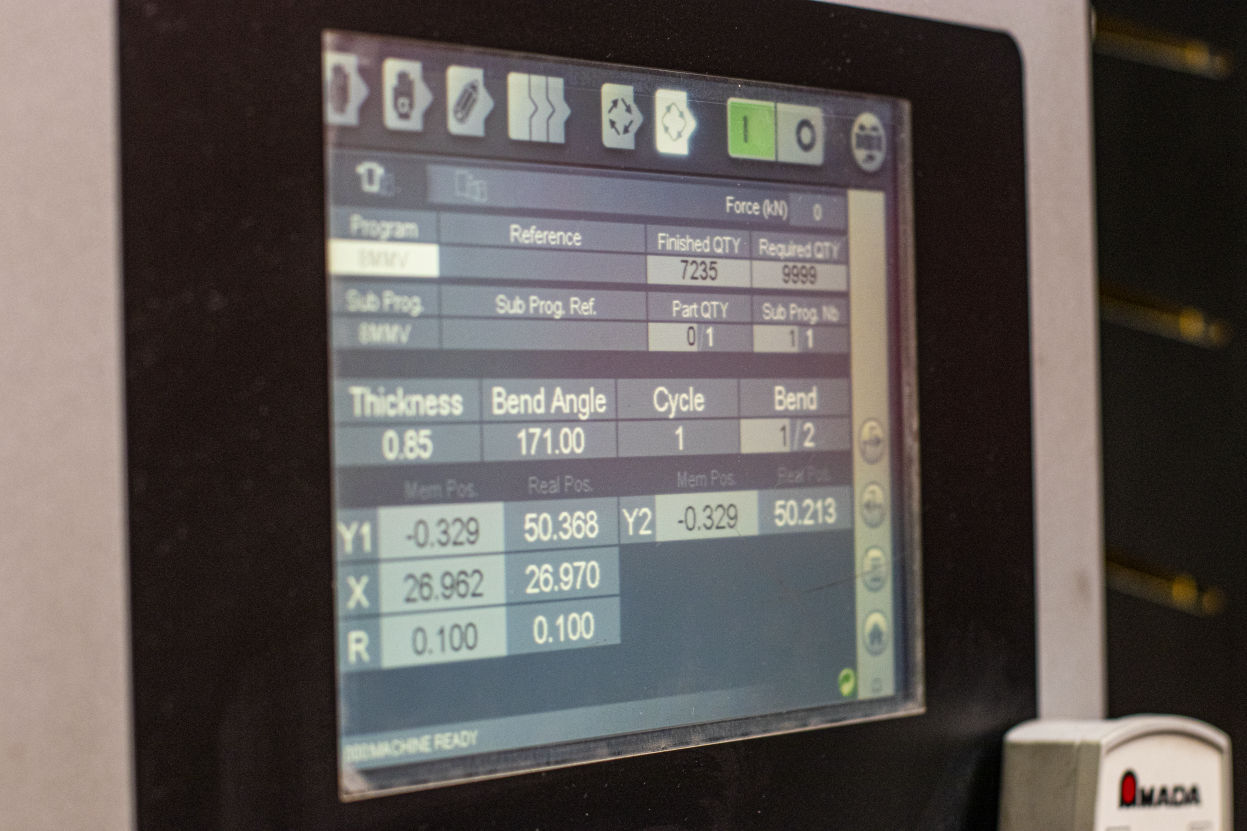 Force (kN) 0
Program Reference Finished QTY Required QTY
8MMV 7235 9999
Sub Prog. Sub Prog. Ref. Part QTY Sub Prog. Nb
8MMV 0/1 1/1
Thickness Bend Angle Cycle Bend
0.85 171.00 1 1/2
Mem Pos. Real Pos. Mem Pos. Real Pos.
Y1 -0.329 50.368 Y2 -0.329 50.213
X 26.962 26.970
R 0.100 0.100
MACHINE READY
AMADA